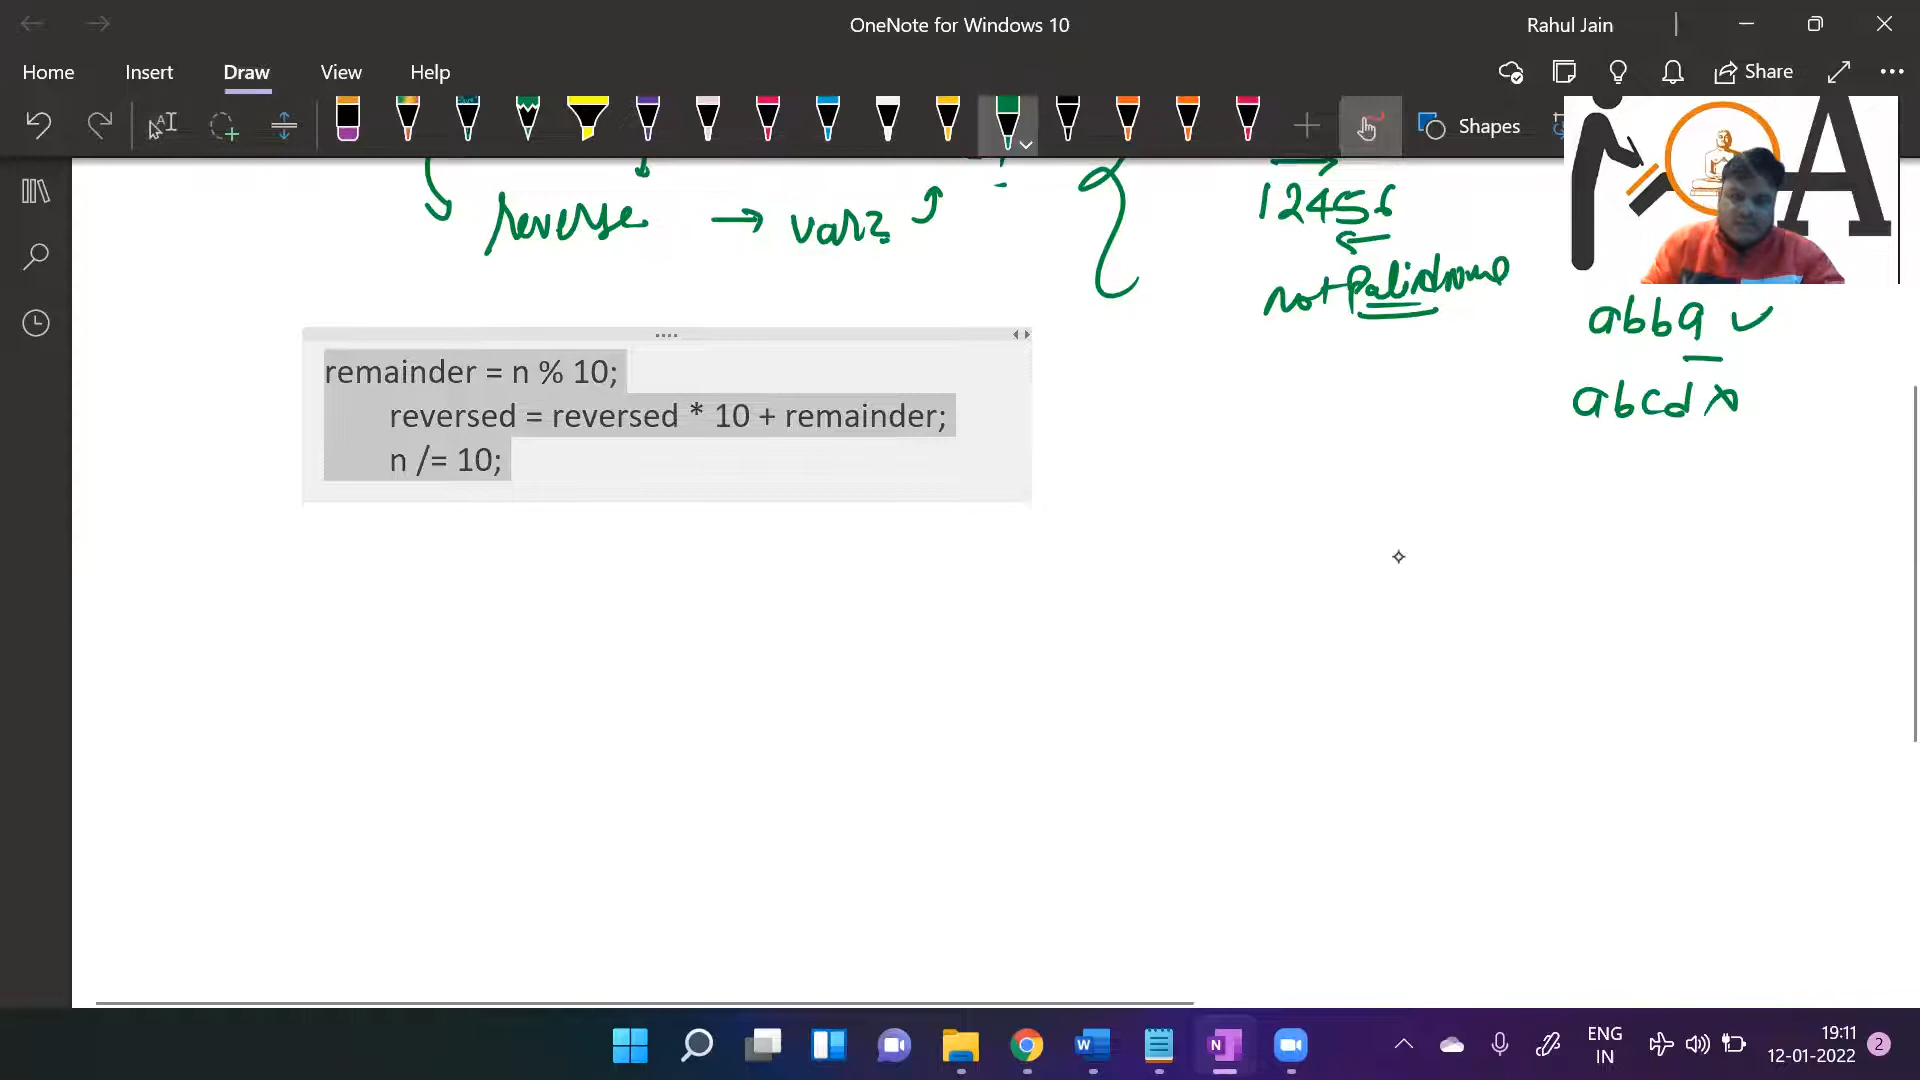 OneNote for Windows 10
Rahul Jain
Home Insert Draw View Help
Share
Shapes
A
reverse → var2
12456
not Palindrome
abba ✓
abcd x
remainder = n % 10;
reversed = reversed * 10 + remainder;
n /= 10;
ENG
IN
19:11
12-01-2022
2